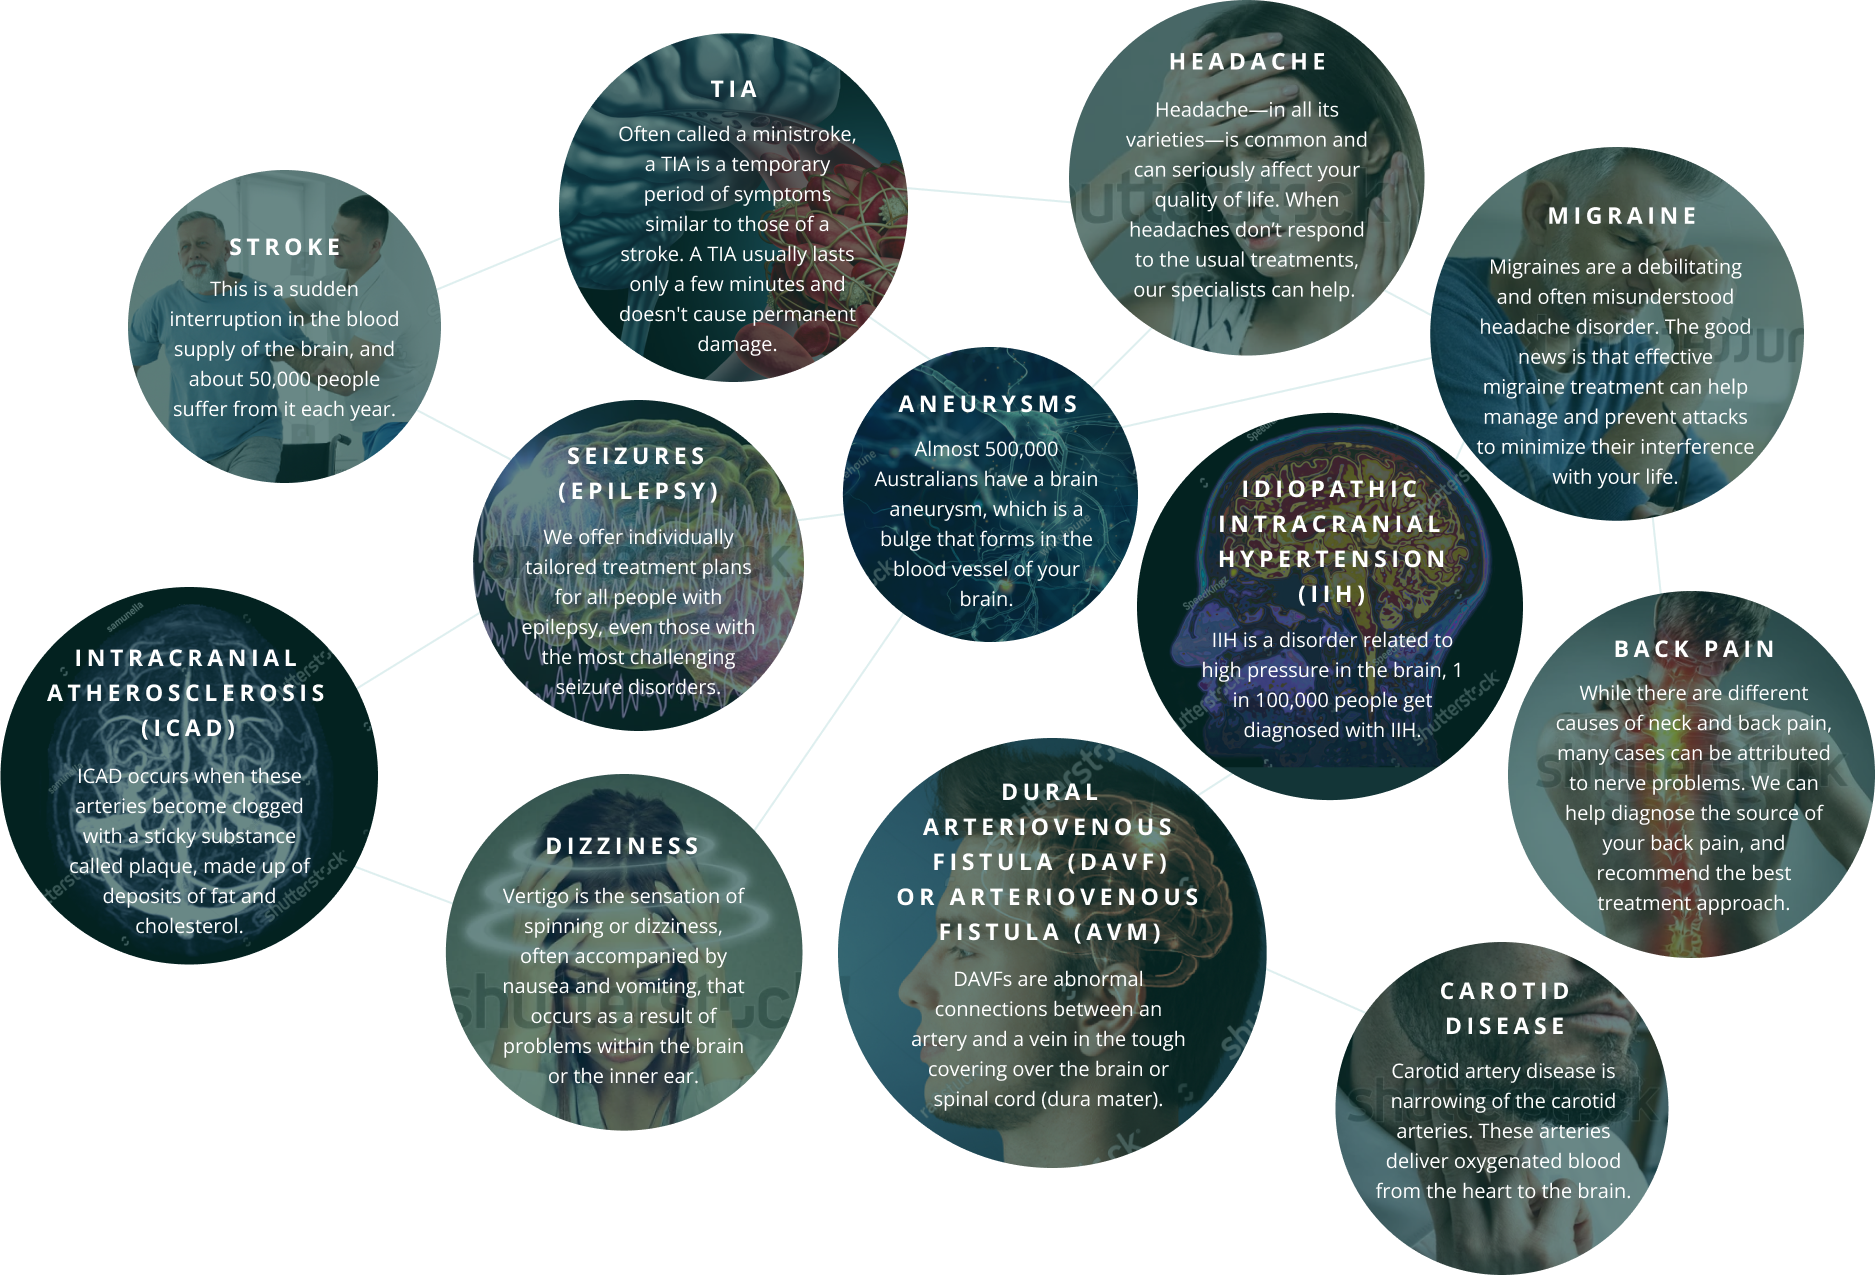 TIA
Often called a ministroke,
a TIA is a temporary
period of symptoms
similar to those of a
stroke. A TIA usually lasts
only a few minutes and
doesn't cause permanent
damage.
HEADACHE
Headache—in all its
varieties—is common and
can seriously affect your
quality of life. When
headaches don’t respond
to the usual treatments,
our specialists can help.
STROKE
This is a sudden
interruption in the blood
supply of the brain, and
about 50,000 people
suffer from it each year.
MIGRAINE
Migraines are a debilitating
and often misunderstood
headache disorder. The good
news is that effective
migraine treatment can help
manage and prevent attacks
to minimize their interference
with your life.
SEIZURES
(EPILEPSY)
We offer individually
tailored treatment plans
for all people with
epilepsy, even those with
the most challenging
seizure disorders.
ANEURYSMS
Almost 500,000
Australians have a brain
aneurysm, which is a
bulge that forms in the
blood vessel of your
brain.
IDIOPATHIC
INTRACRANIAL
HYPERTENSION
(IIH)
IIH is a disorder related to
high pressure in the brain, 1
in 100,000 people get
diagnosed with IIH.
INTRACRANIAL
ATHEROSCLEROSIS
(ICAD)
ICAD occurs when these
arteries become clogged
with a sticky substance
called plaque, made up of
deposits of fat and
cholesterol.
BACK PAIN
While there are different
causes of neck and back pain,
many cases can be attributed
to nerve problems. We can
help diagnose the source of
your back pain, and
recommend the best
treatment approach.
DIZZINESS
Vertigo is the sensation of
spinning or dizziness,
often accompanied by
nausea and vomiting, that
occurs as a result of
problems within the brain
or the inner ear.
DURAL
ARTERIOVENOUS
FISTULA (DAVF)
OR ARTERIOVENOUS
FISTULA (AVM)
DAVFs are abnormal
connections between an
artery and a vein in the tough
covering over the brain or
spinal cord (dura mater).
CAROTID
DISEASE
Carotid artery disease is
narrowing of the carotid
arteries. These arteries
deliver oxygenated blood
from the heart to the brain.